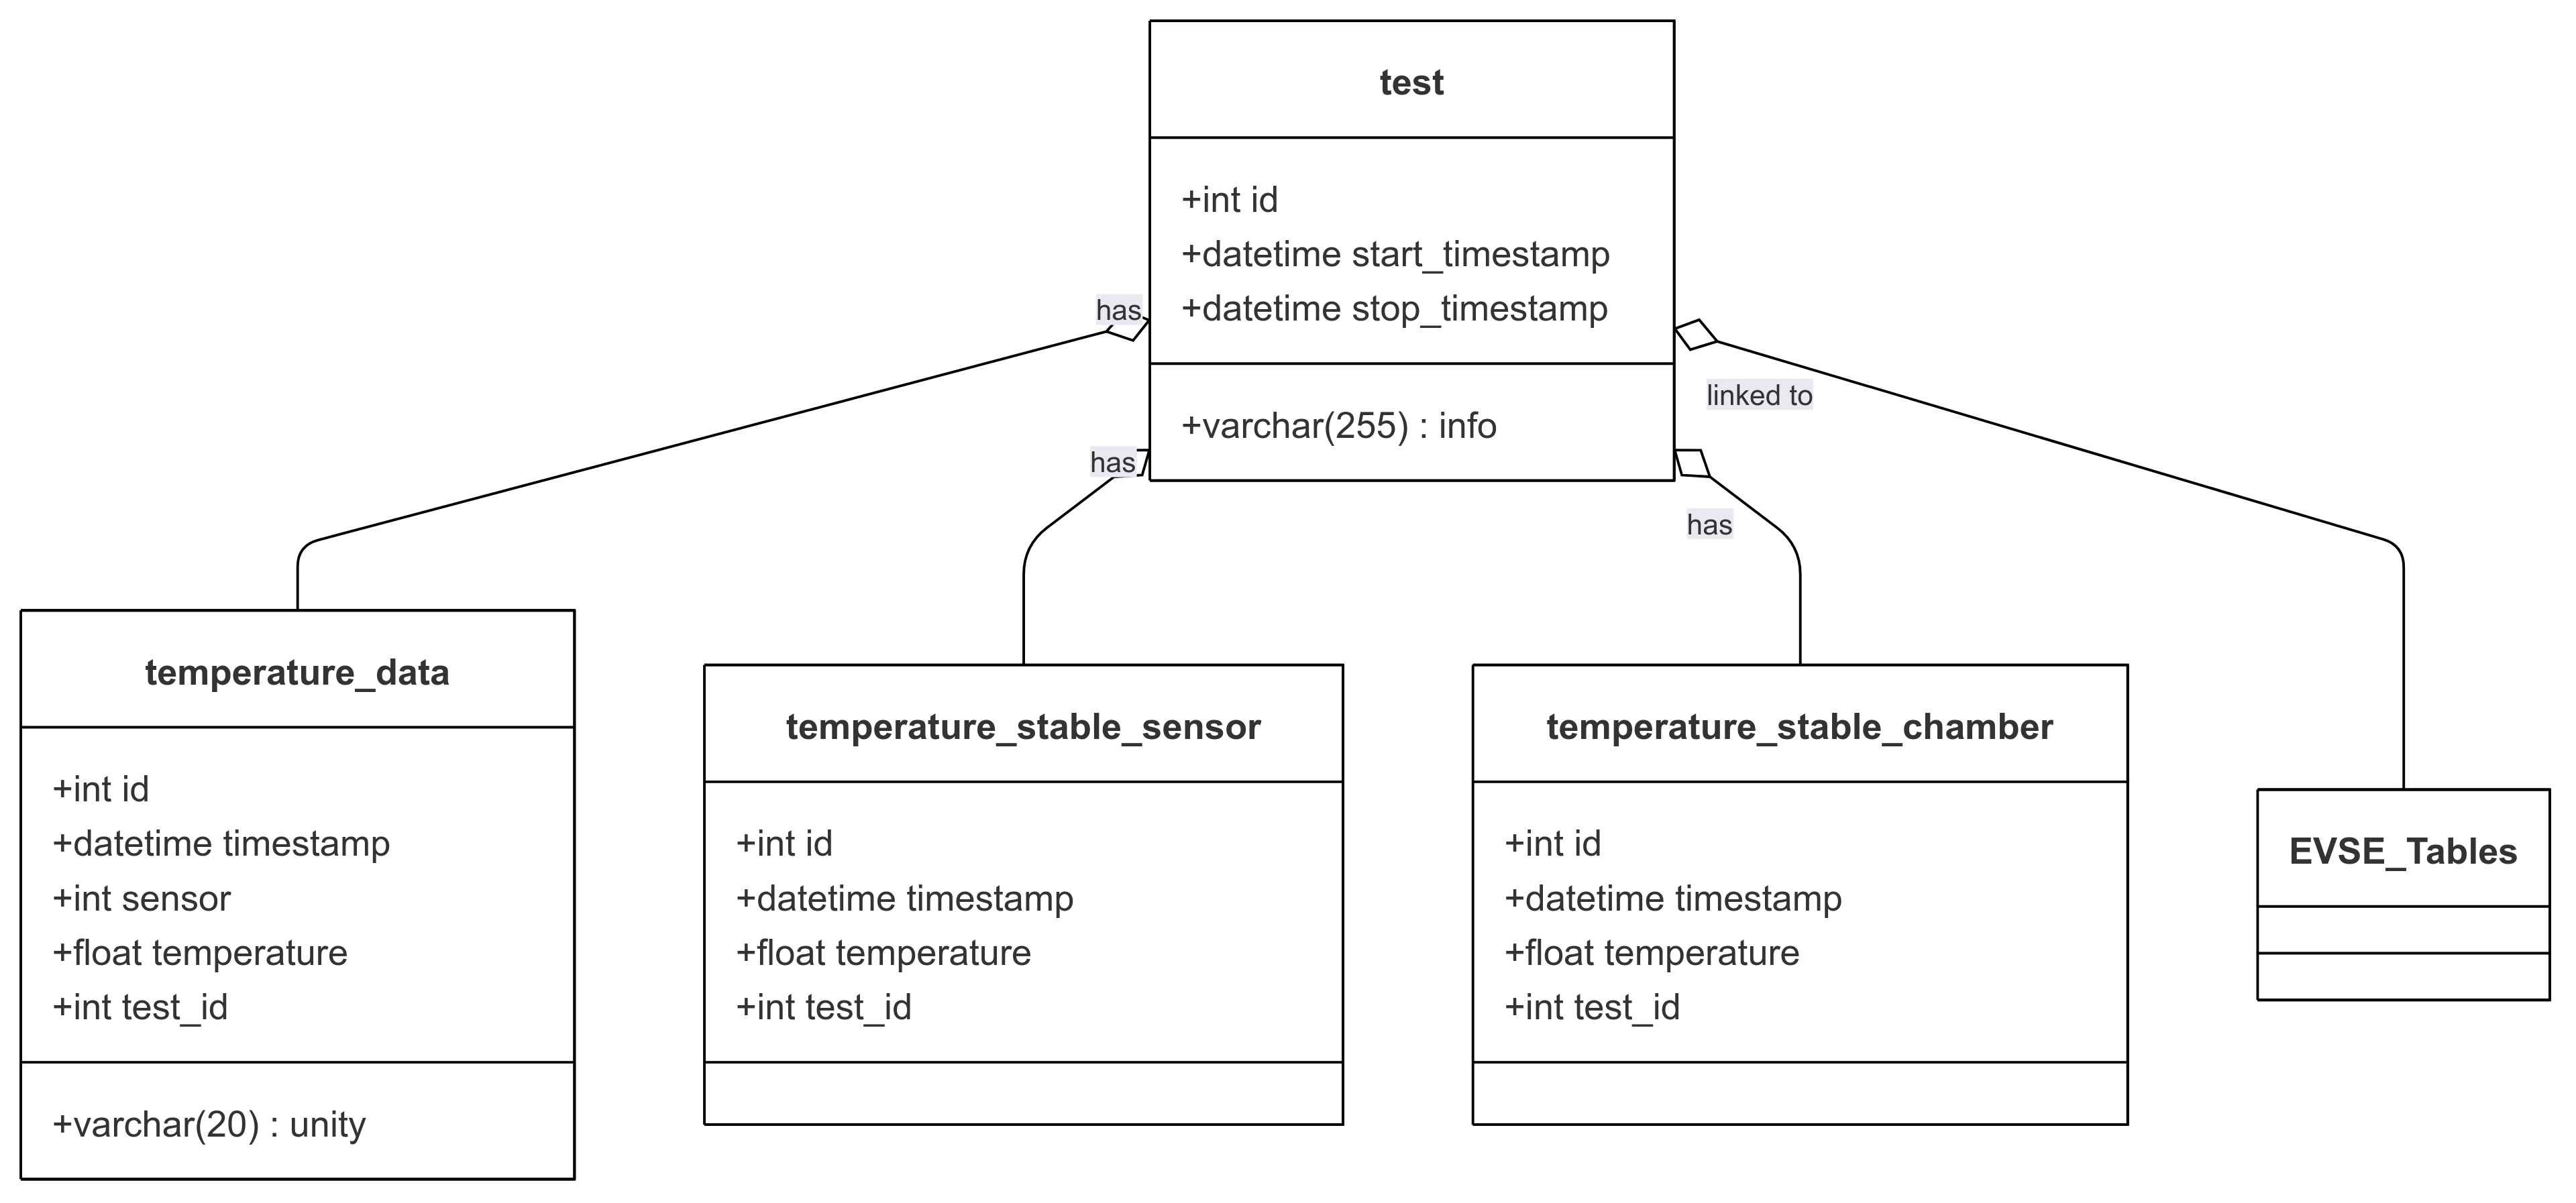 test
+int id
+datetime start_timestamp
+datetime stop_timestamp
+varchar(255) : info
has
has
has
linked to
temperature_data
+int id
+datetime timestamp
+int sensor
+float temperature
+int test_id
+varchar(20) : unity
temperature_stable_sensor
+int id
+datetime timestamp
+float temperature
+int test_id
temperature_stable_chamber
+int id
+datetime timestamp
+float temperature
+int test_id
EVSE_Tables